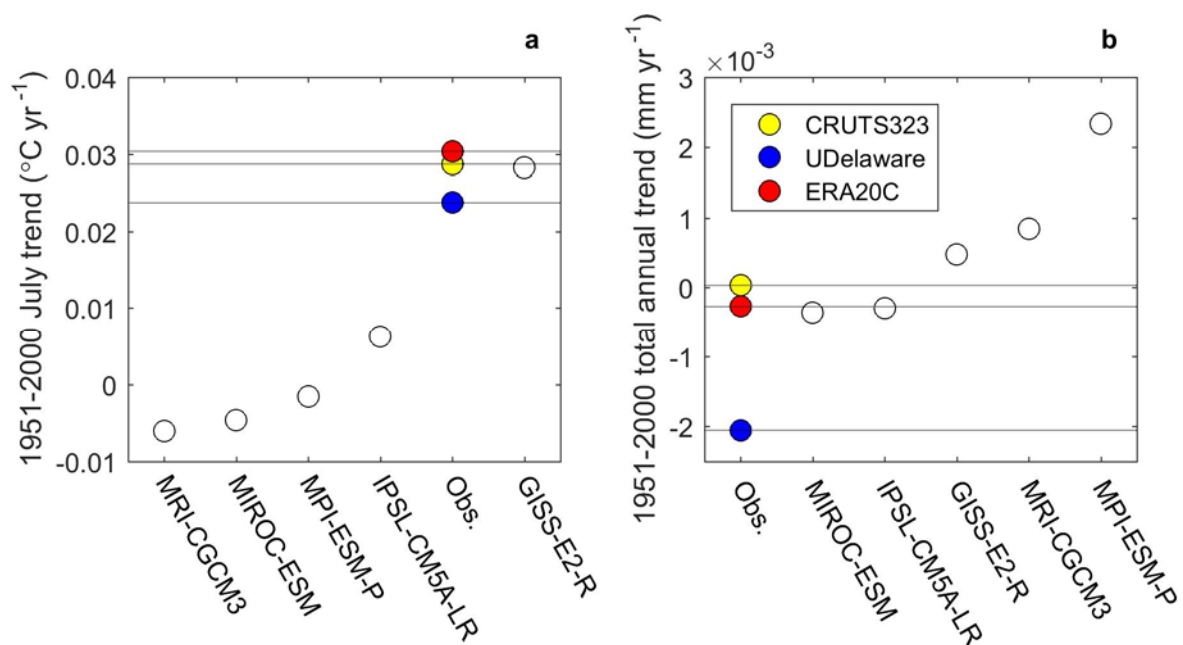 a
1951-2000 July trend (°C yr⁻¹)
0.04
0.03
0.02
0.01
0
-0.01
MRI-CGCM3
MIROC-ESM
MPI-ESM-P
IPSL-CM5A-LR
Obs.
GISS-E2-R
b
×10⁻³
1951-2000 total annual trend (mm yr⁻¹)
3
2
1
0
-1
-2
CRUTS323
UDelaware
ERA20C
Obs.
MIROC-ESM
IPSL-CM5A-LR
GISS-E2-R
MRI-CGCM3
MPI-ESM-P